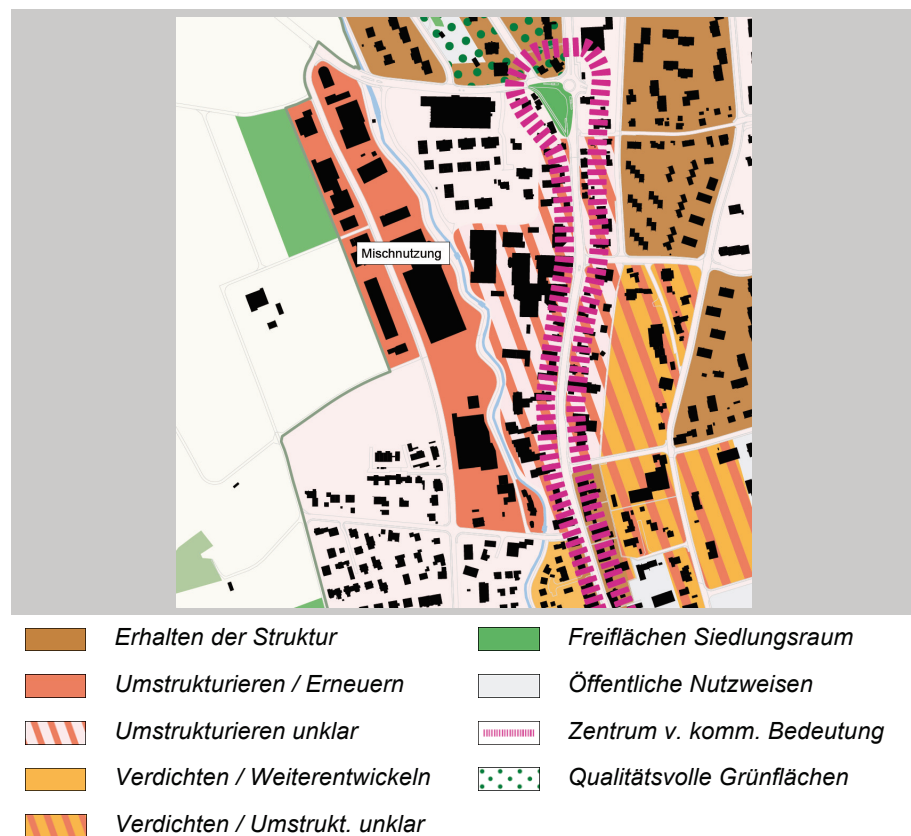 Mischnutzung
Erhalten der Struktur
Umstrukturieren / Erneuern
Umstrukturieren unklar
Verdichten / Weiterentwickeln
Verdichten / Umstrukt. unklar
Freiflächen Siedlungsraum
Öffentliche Nutzweisen
Zentrum v. komm. Bedeutung
Qualitätsvolle Grünflächen